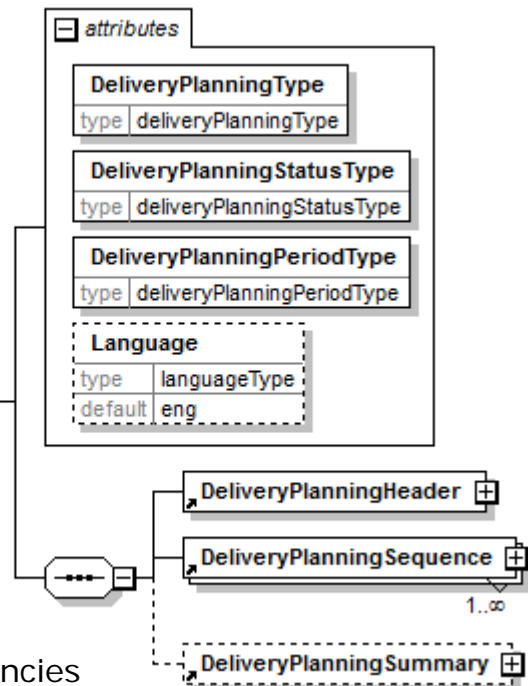 attributes
DeliveryPlanningType
type deliveryPlanningType
DeliveryPlanningStatusType
type deliveryPlanningStatusType
DeliveryPlanningPeriodType
type deliveryPlanningPeriodType
Language
type languageType
default eng
DeliveryPlanningHeader
DeliveryPlanningSequence
1..∞
DeliveryPlanningSummary
ncies